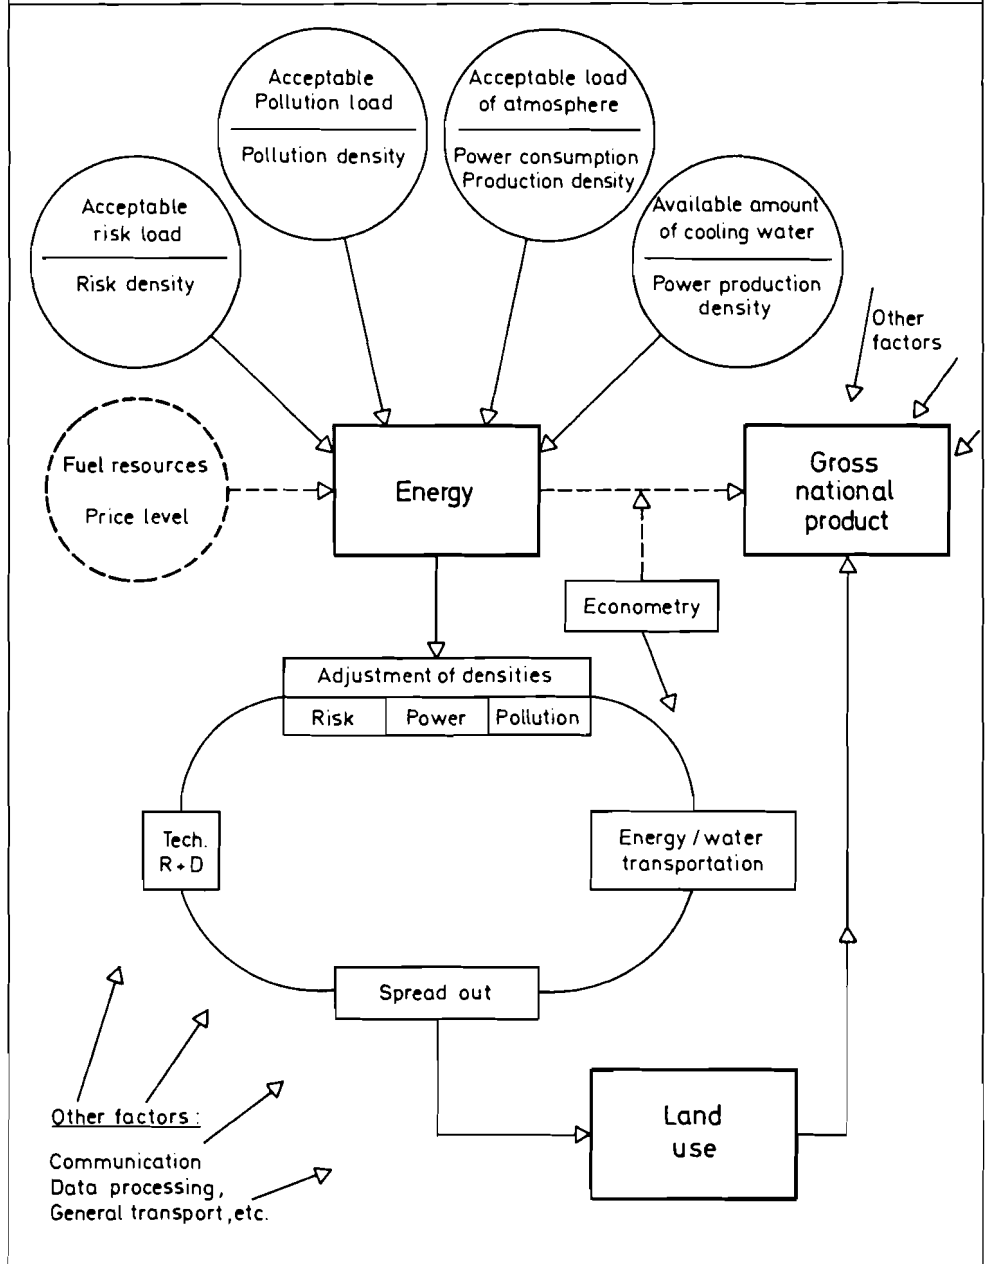 Acceptable
Pollution load
Pollution density
Acceptable load
of atmosphere
Power consumption
Production density
Acceptable
risk load
Risk density
Available amount
of cooling water
Power production
density
Other
factors
Fuel resources
Price level
Energy
Gross
national
product
Econometry
Adjustment of densities
Risk
Power
Pollution
Tech.
R+D
Energy / water
transportation
Spread out
Land
use
Other factors:
Communication
Data processing,
General transport, etc.